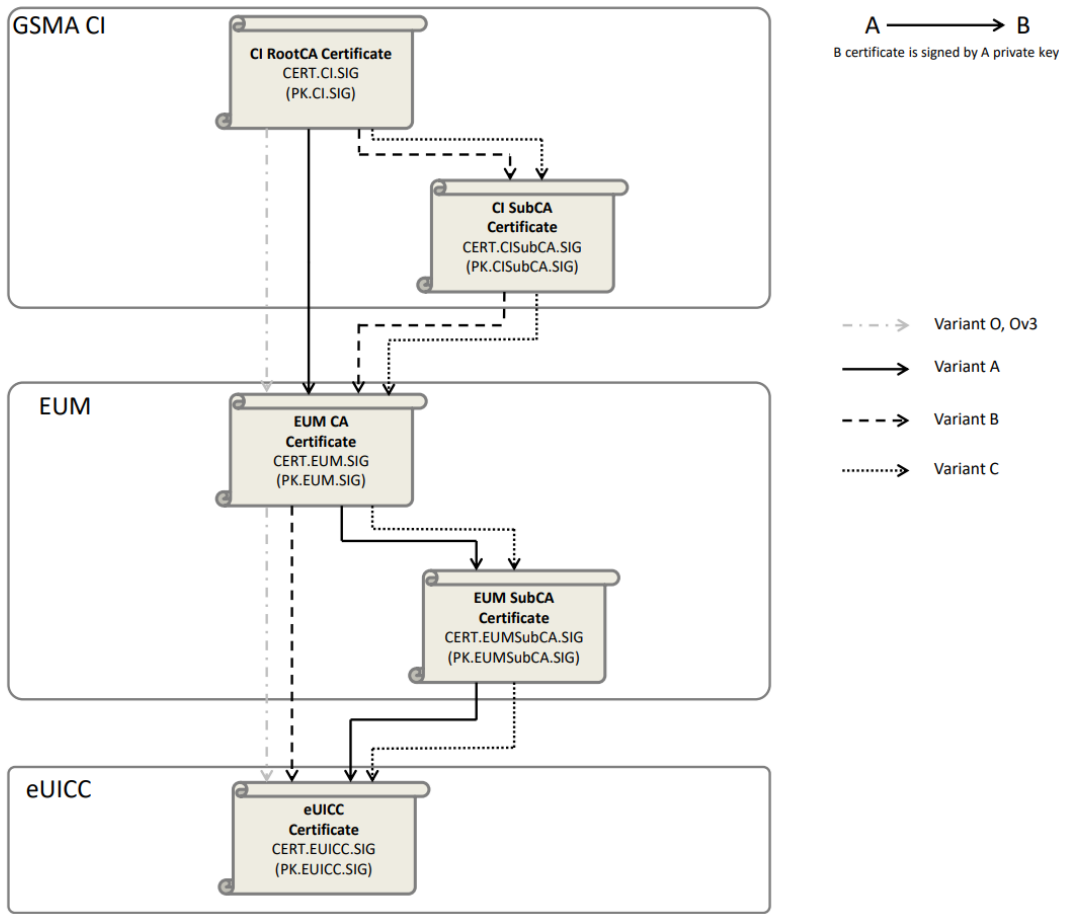 GSMA CI
A B
B certificate is signed by A private key
CI RootCA Certificate
CERT.CI.SIG
(PK.CI.SIG)
CI SubCA
Certificate
CERT.CISubCA.SIG
(PK.CISubCA.SIG)
Variant O, Ov3
Variant A
Variant B
Variant C
EUM
EUM CA
Certificate
CERT.EUM.SIG
(PK.EUM.SIG)
EUM SubCA
Certificate
CERT.EUMSubCA.SIG
(PK.EUMSubCA.SIG)
eUICC
eUICC
Certificate
CERT.EUICC.SIG
(PK.EUICC.SIG)